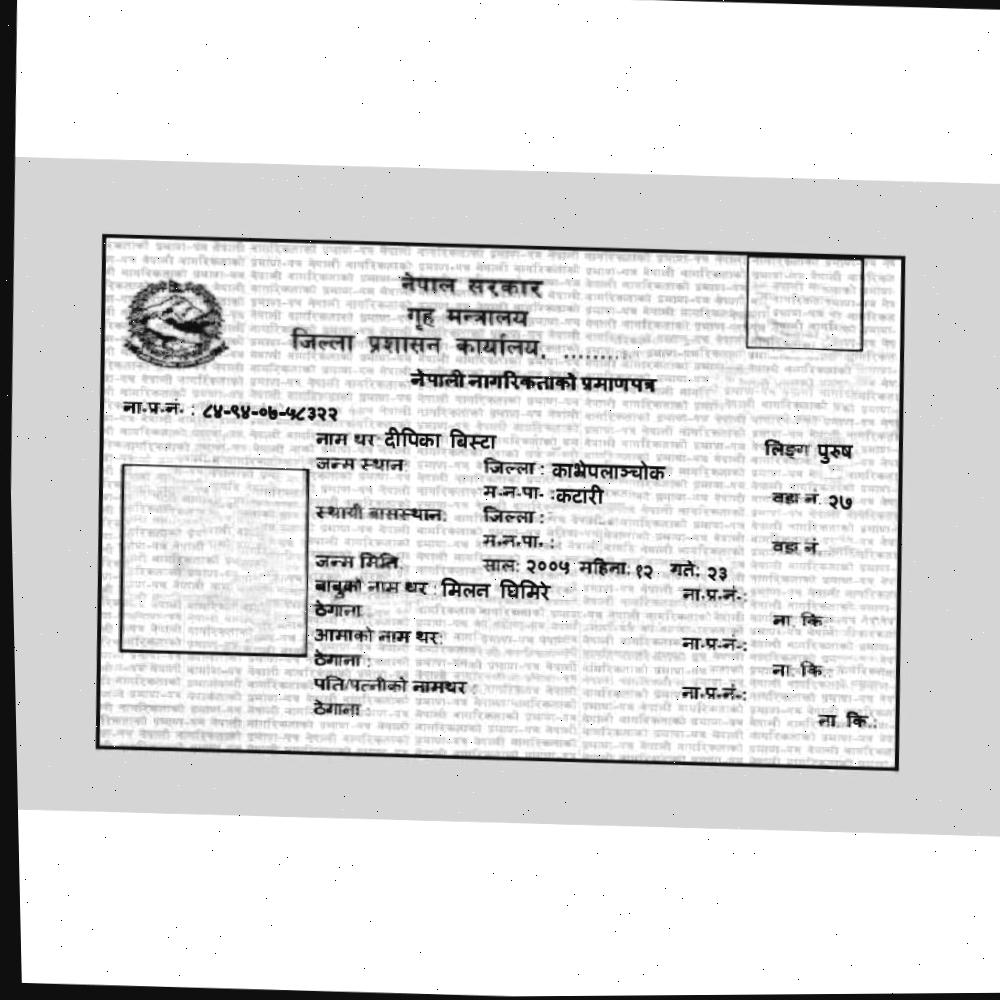 नेपाल सरकार
गृह मन्त्रालय
जिल्ला प्रशासन कार्यालय, ........
नेपाली नागरिकताको प्रमाणपत्र
ना.प्र.नं. : ८४-९४-०७-५८३२२
नाम थर दीपिका बिस्टा लिङ्ग पुरुष
जन्म स्थान: जिल्ला : काभ्रेपलाञ्चोक
म.न.पा. :कटारी वडा नं. २७
स्थायी बासस्थान: जिल्ला :
म.न.पा. : वडा नं.
जन्म मिति साल: २००५ महिना: १२ गते: २३
बाबुको नाम थर : मिलन घिमिरे ना.प्र.नं.:
ठेगाना : ना. कि.:
आमाको नाम थर: ना.प्र.नं.:
ठेगाना : ना. कि.:
पति/पत्नीको नामथर : ना.प्र.नं.:
ठेगाना : ना. कि.: